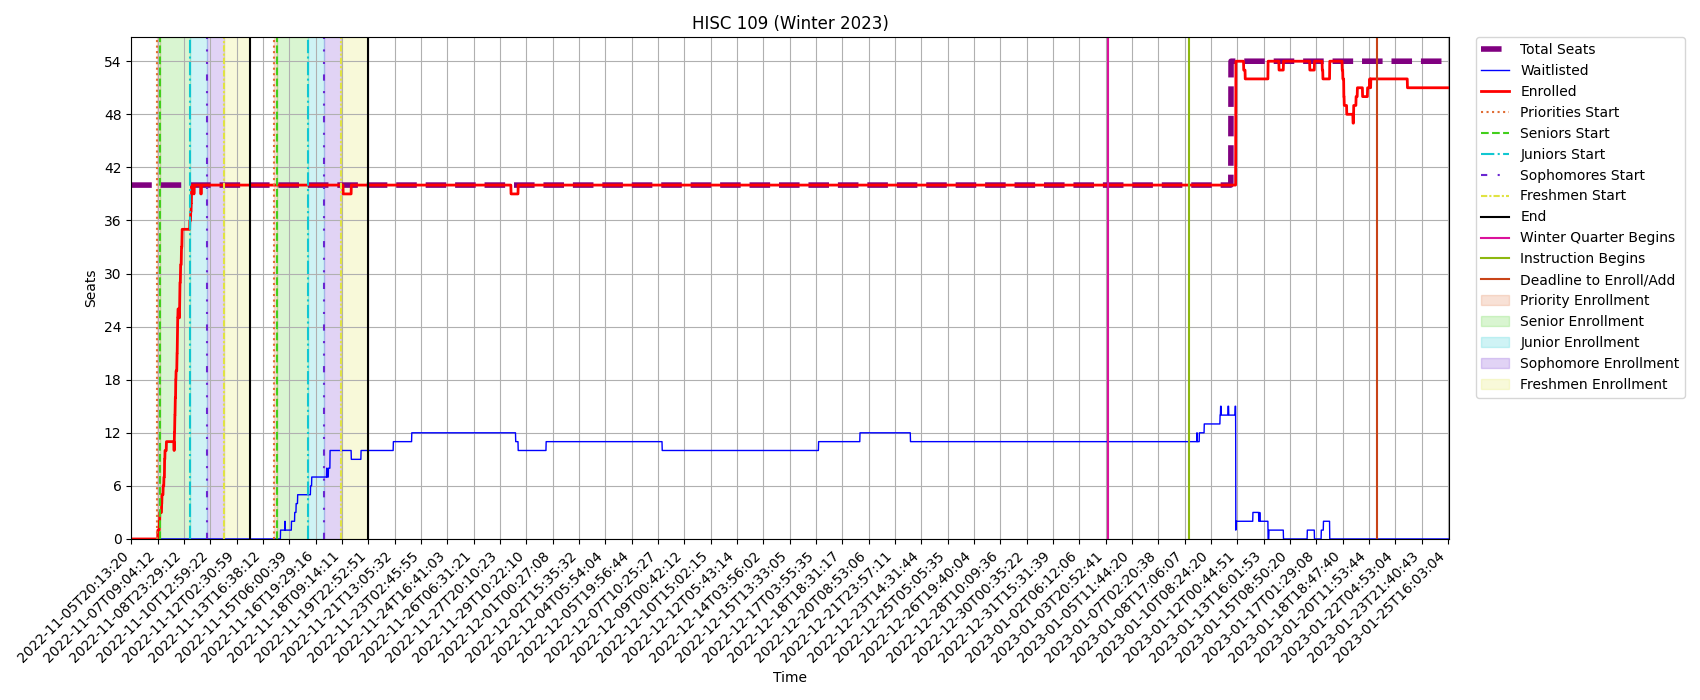 HISC 109 (Winter 2023)
54
48
42
36
30
24
18
12
6
0
Seats
2022-11-05T20:13:20
2022-11-07T09:04:12
2022-11-08T23:29:12
2022-11-10T12:59:22
2022-11-12T02:30:59
2022-11-13T16:38:12
2022-11-15T06:00:39
2022-11-16T19:29:16
2022-11-18T09:14:11
2022-11-19T22:52:51
2022-11-21T13:05:32
2022-11-23T02:45:55
2022-11-24T16:41:03
2022-11-26T06:31:21
2022-11-27T20:10:23
2022-11-29T10:22:10
2022-12-01T00:27:08
2022-12-02T15:35:32
2022-12-04T05:54:04
2022-12-05T19:56:44
2022-12-07T10:25:27
2022-12-09T00:42:12
2022-12-10T15:02:15
2022-12-12T05:43:14
2022-12-14T03:56:02
2022-12-15T13:33:05
2022-12-17T03:55:35
2022-12-18T18:31:17
2022-12-20T08:53:06
2022-12-21T23:57:11
2022-12-23T14:31:44
2022-12-25T05:05:35
2022-12-26T19:40:04
2022-12-28T10:09:36
2022-12-30T00:35:22
2022-12-31T15:31:39
2023-01-02T06:12:06
2023-01-03T20:52:41
2023-01-05T11:44:20
2023-01-07T02:20:38
2023-01-08T17:06:07
2023-01-10T08:24:20
2023-01-12T00:44:51
2023-01-13T16:01:53
2023-01-15T08:50:20
2023-01-17T01:29:08
2023-01-18T18:47:40
2023-01-20T11:53:44
2023-01-22T04:53:04
2023-01-23T21:40:43
2023-01-25T16:03:04
Time
Total Seats
Waitlisted
Enrolled
Priorities Start
Seniors Start
Juniors Start
Sophomores Start
Freshmen Start
End
Winter Quarter Begins
Instruction Begins
Deadline to Enroll/Add
Priority Enrollment
Senior Enrollment
Junior Enrollment
Sophomore Enrollment
Freshmen Enrollment